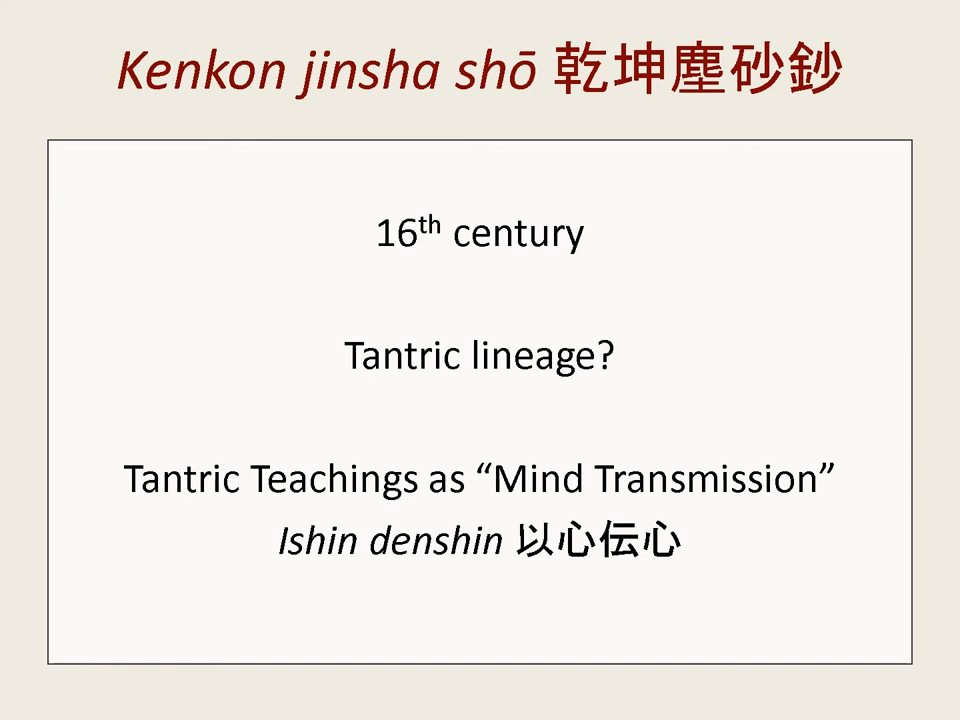 Kenkon jinsha shō 乾坤塵砂鈔
16th century
Tantric lineage?
Tantric Teachings as “Mind Transmission”
Ishin denshin 以心伝心